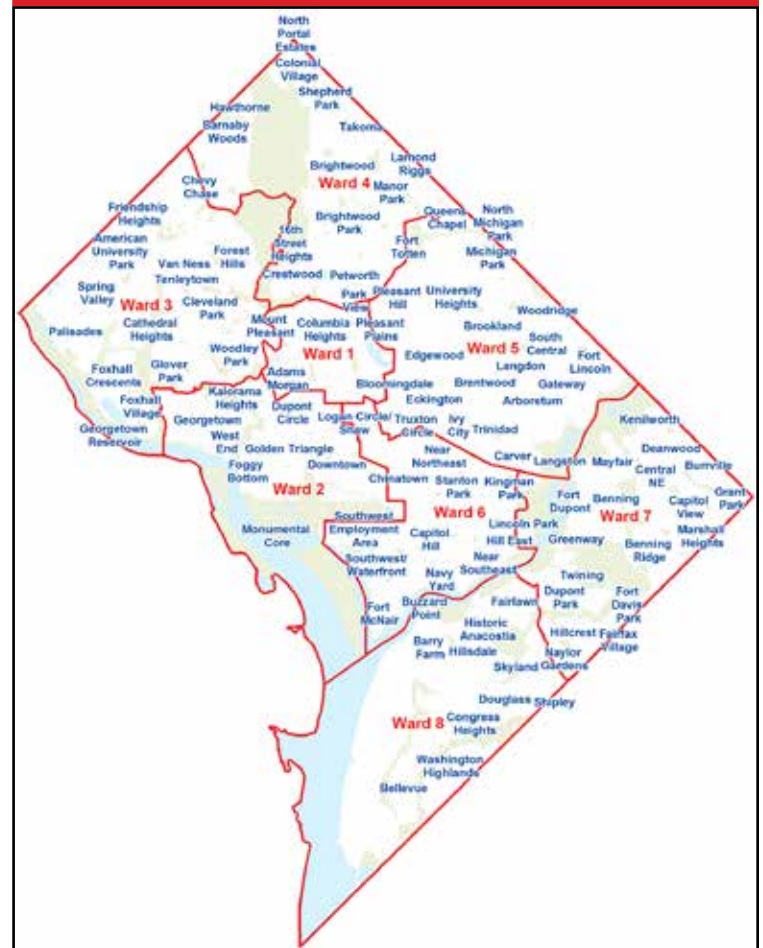 North
Portal
Estates
Colonial
Village
Shepherd
Park
Hawthorne
Barnaby
Woods
Takoma
Brightwood
Lamond
Riggs
Ward 4
Manor
Park
Chevy
Chase
Friendship
Heights
Brightwood
Park
Queens
Chapel
North
Michigan
Park
American
University
Park
16th
Street
Heights
Fort
Totten
Michigan
Park
Forest
Hills
Van Ness
Tenleytown
Crestwood
Petworth
Spring
Valley
Ward 3
Cleveland
Park
Park
View
Pleasant
Hill
University
Heights
Woodridge
Palisades
Cathedral
Heights
Mount
Pleasant
Columbia
Heights
Pleasant
Plains
Brookland
South
Central
Ward 1
Ward 5
Woodley
Park
Edgewood
Langdon
Fort
Lincoln
Foxhall
Crescents
Glover
Park
Adams
Morgan
Bloomingdale
Brentwood
Gateway
Foxhall
Village
Kalorama
Heights
Eckington
Arboretum
Georgetown
Reservoir
Georgetown
Dupont
Circle
Logan Circle/
Shaw
Truxton
Circle
Ivy
City
Trinidad
Kenilworth
West
End
Golden Triangle
Near
Northeast
Carver
Langston
Mayfair
Deanwood
Central
NE
Burrville
Foggy
Bottom
Downtown
Chinatown
Stanton
Park
Kingman
Park
Ward 2
Fort
Dupont
Benning
Capitol
View
Grant
Park
Ward 6
Ward 7
Monumental
Core
Southwest
Employment
Area
Capitol
Hill
Lincoln Park
Hill East
Greenway
Benning
Ridge
Marshall
Heights
Southwest/
Waterfront
Near
Southeast
Navy
Yard
Twining
Fort
McNair
Buzzard
Point
Fairlawn
Dupont
Park
Fort
Davis
Park
Historic
Anacostia
Barry
Farm
Hillsdale
Hillcrest
Fairfax
Village
Skyland
Naylor
Gardens
Douglass
Shipley
Ward 8
Congress
Heights
Washington
Highlands
Bellevue